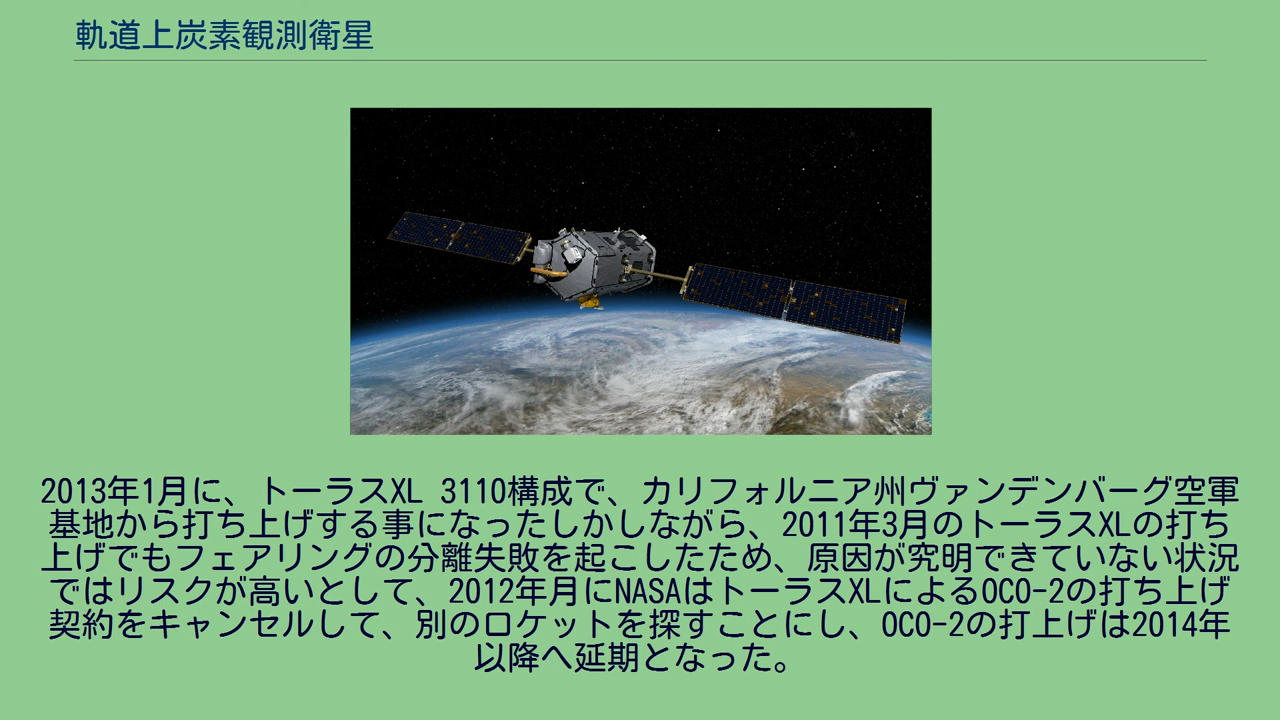 軌道上炭素観測衛星
2013年1月に、トーラスXL 3110構成で、カリフォルニア州ヴァンデンバーグ空軍
基地から打ち上げする事になったしかしながら、2011年3月のトーラスXLの打ち
上げでもフェアリングの分離失敗を起こしたため、原因が究明できていない状況
ではリスクが高いとして、2012年月にNASAはトーラスXLによるOCO-2の打ち上げ
契約をキャンセルして、別のロケットを探すことにし、OCO-2の打上げは2014年
以降へ延期となった。